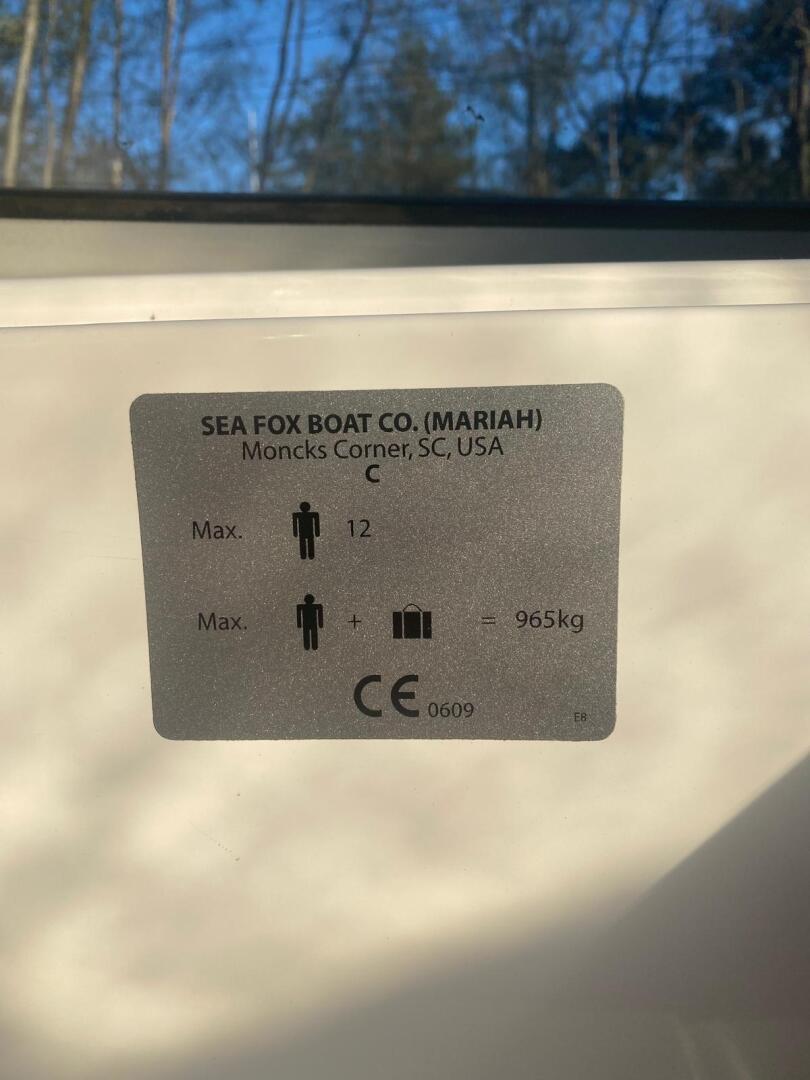 SEA FOX BOAT CO. (MARIAH)
Moncks Corner, SC, USA
C
Max. 12
Max. + = 965kg
CE 0609
E8